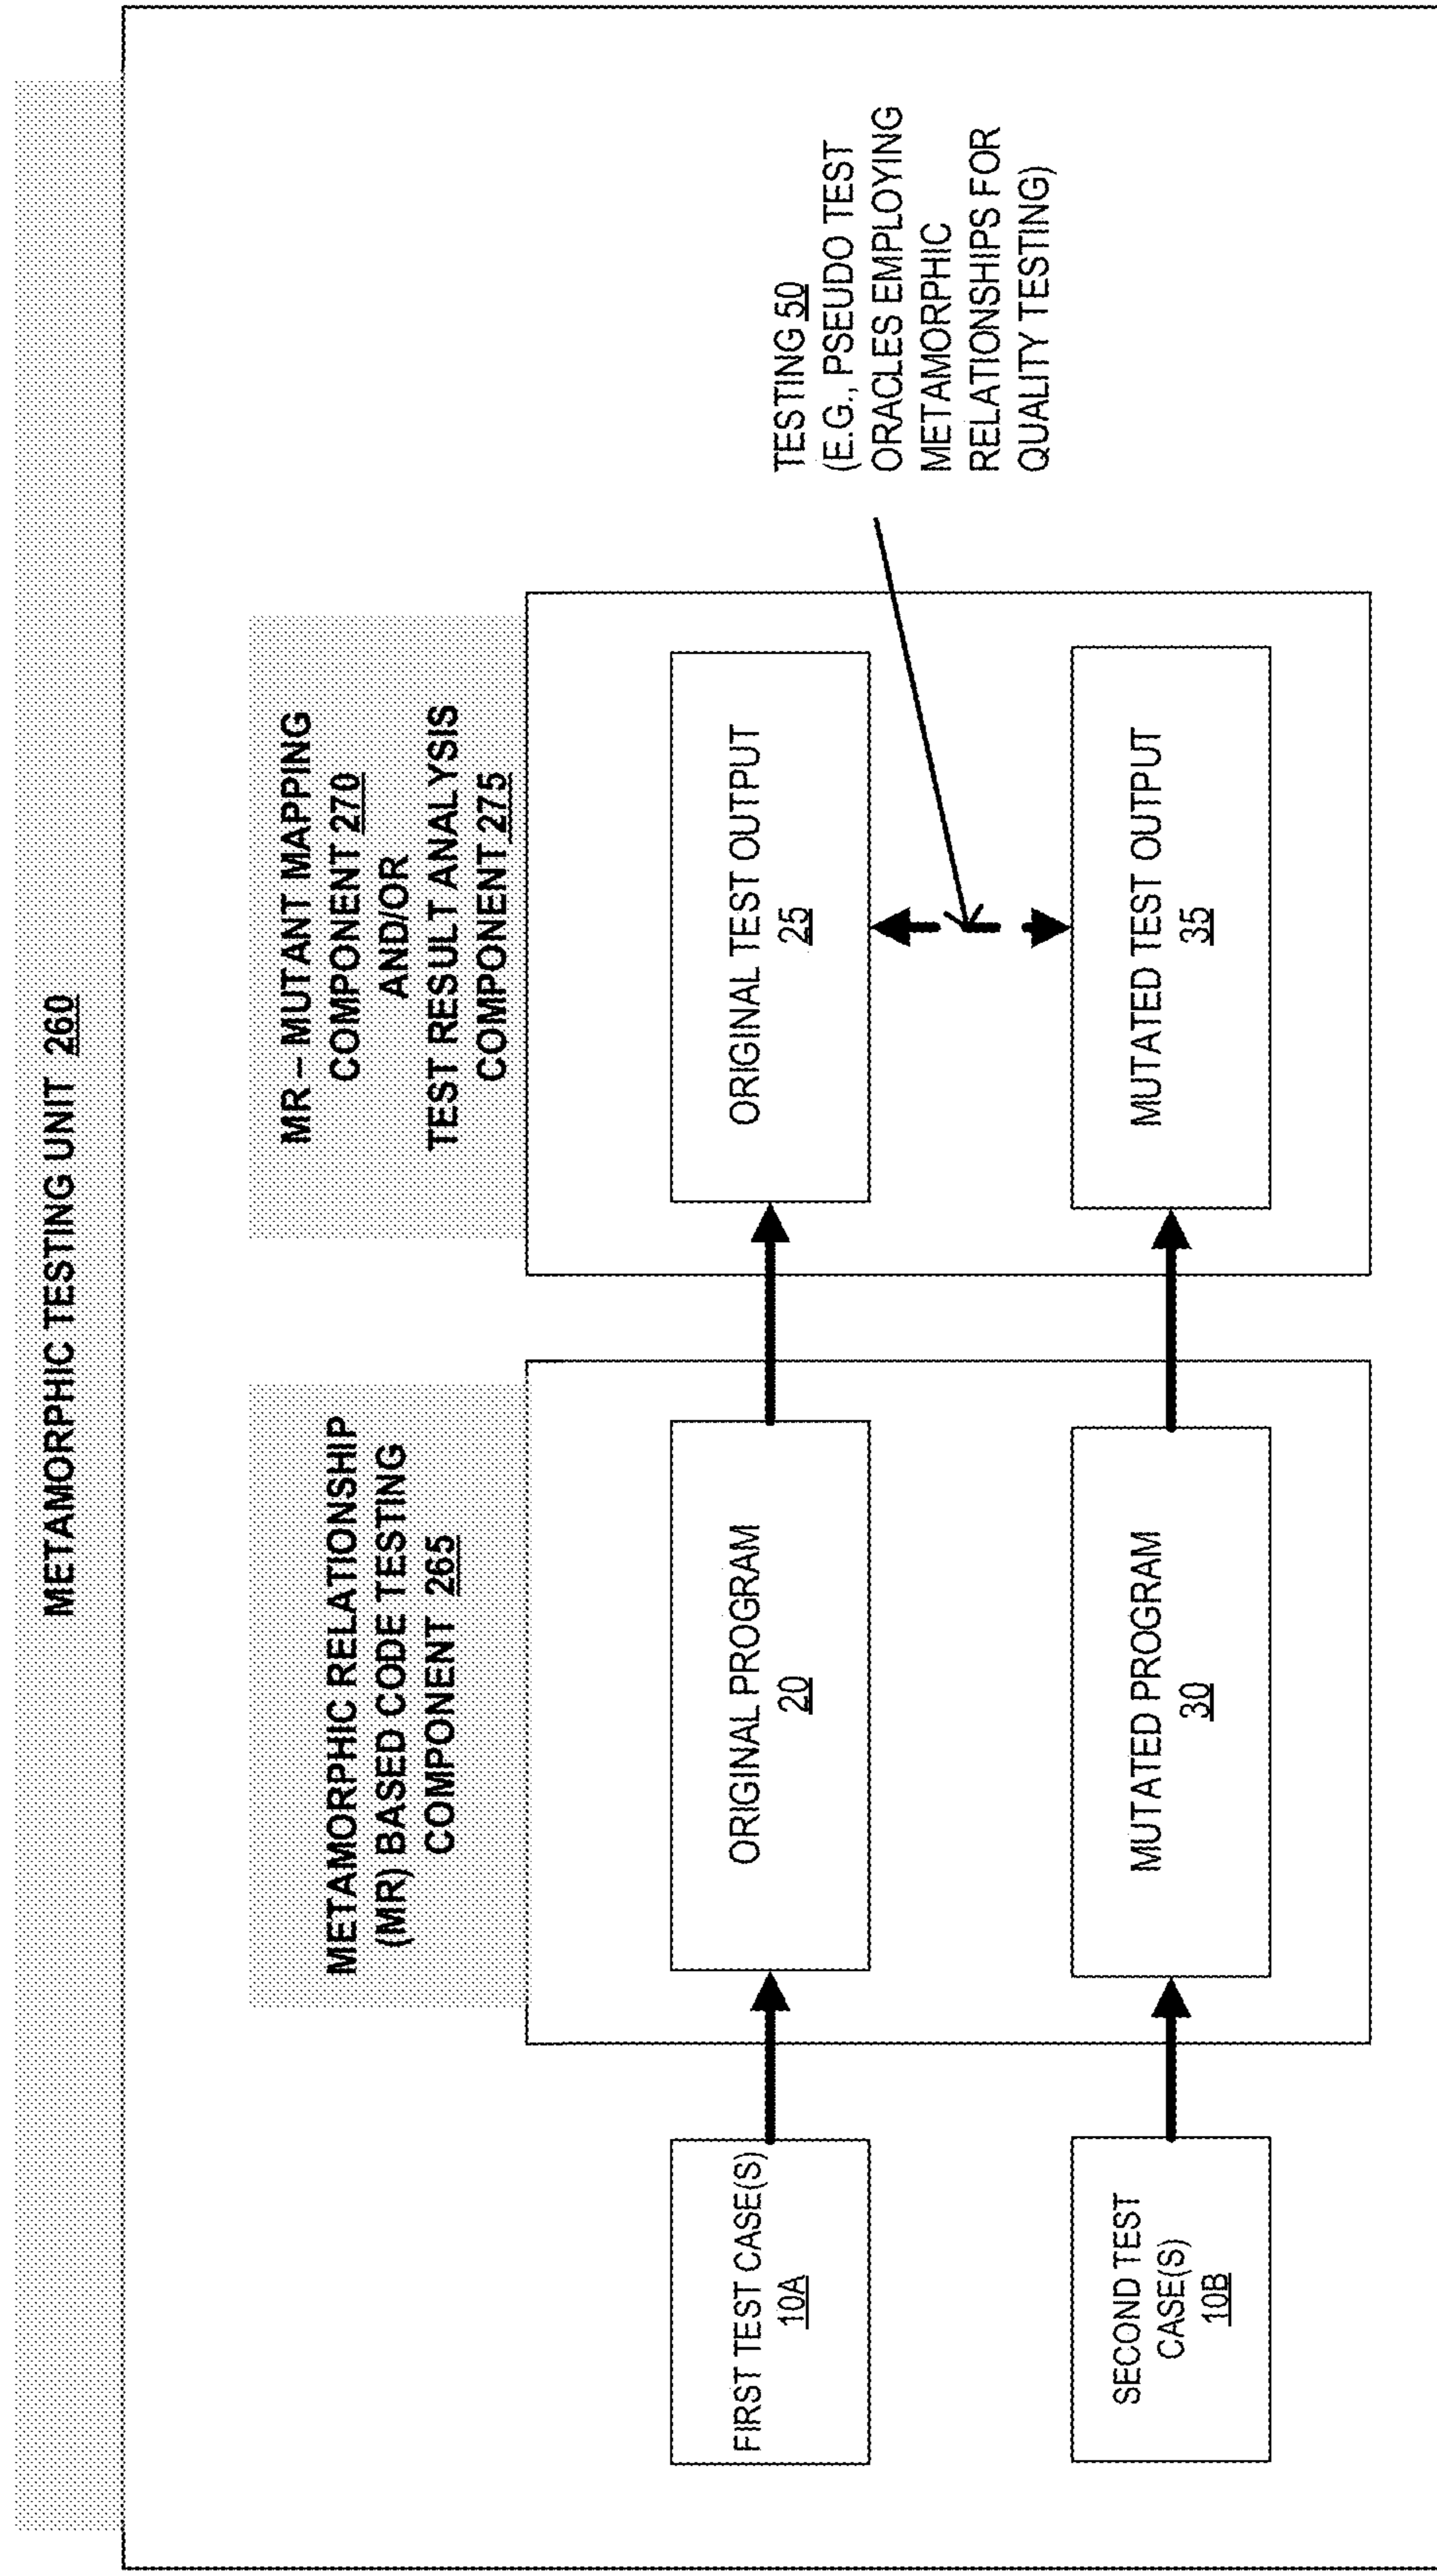 METAMORPHIC TESTING UNIT 260
METAMORPHIC RELATIONSHIP
(MR) BASED CODE TESTING
COMPONENT 265
MR – MUTANT MAPPING
COMPONENT 270
AND/OR
TEST RESULT ANALYSIS
COMPONENT 275
FIRST TEST CASE(S)
10A
ORIGINAL PROGRAM
20
ORIGINAL TEST OUTPUT
25
TESTING 50
(E.G., PSEUDO TEST
ORACLES EMPLOYING
METAMORPHIC
RELATIONSHIPS FOR
QUALITY TESTING)
SECOND TEST
CASE(S)
10B
MUTATED PROGRAM
30
MUTATED TEST OUTPUT
35